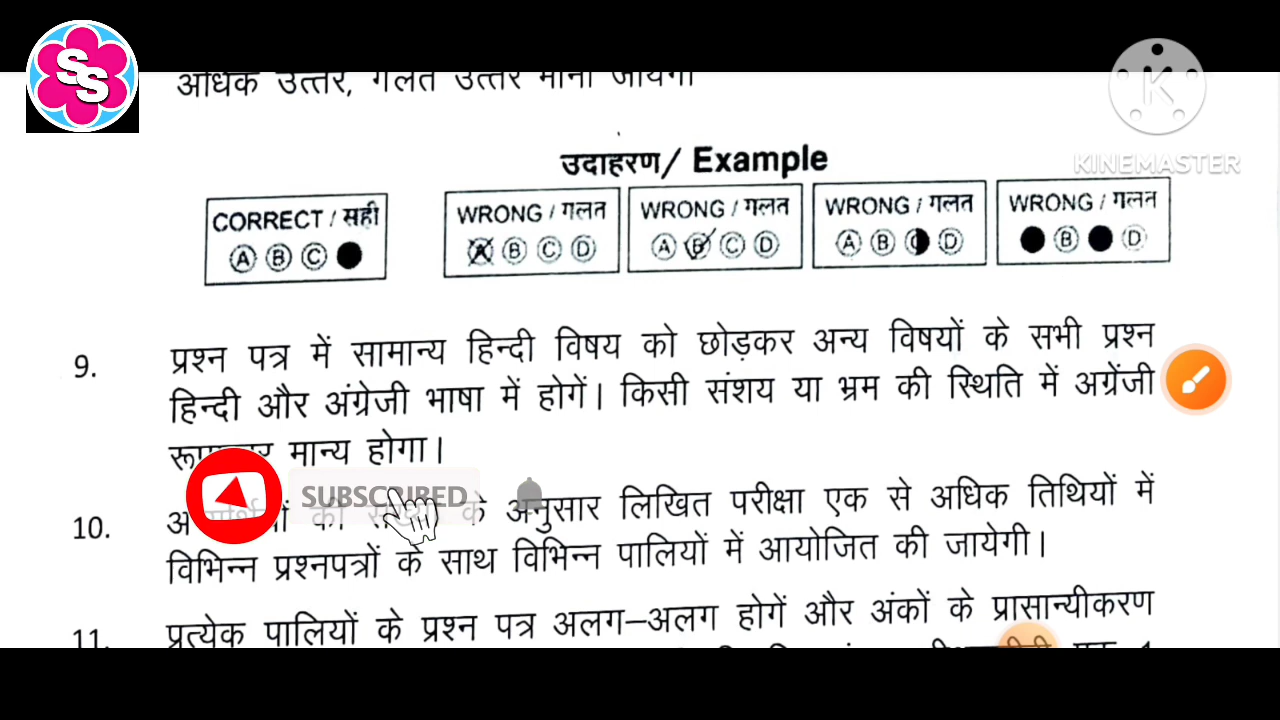 SS
अधिक उत्तर, गलत उत्तर माना जायेगा
KINEMASTER
उदाहरण/ Example
CORRECT / सही
A B C
WRONG / गलत
A B C D
WRONG / गलत
A B C D
WRONG / गलत
A B D
WRONG / गलत
B D
9. प्रश्न पत्र में सामान्य हिन्दी विषय को छोड़कर अन्य विषयों के सभी प्रश्न
हिन्दी और अंग्रेजी भाषा में होगें। किसी संशय या भ्रम की स्थिति में अग्रेंजी
मान्य होगा।
SUBSCRIBED
10. की के अनुसार लिखित परीक्षा एक से अधिक तिथियों में
विभिन्न प्रश्नपत्रों के साथ विभिन्न पालियों में आयोजित की जायेगी।
11. प्रत्येक पालियों के प्रश्न पत्र अलग–अलग होगें और अंकों के प्रासान्यीकरण